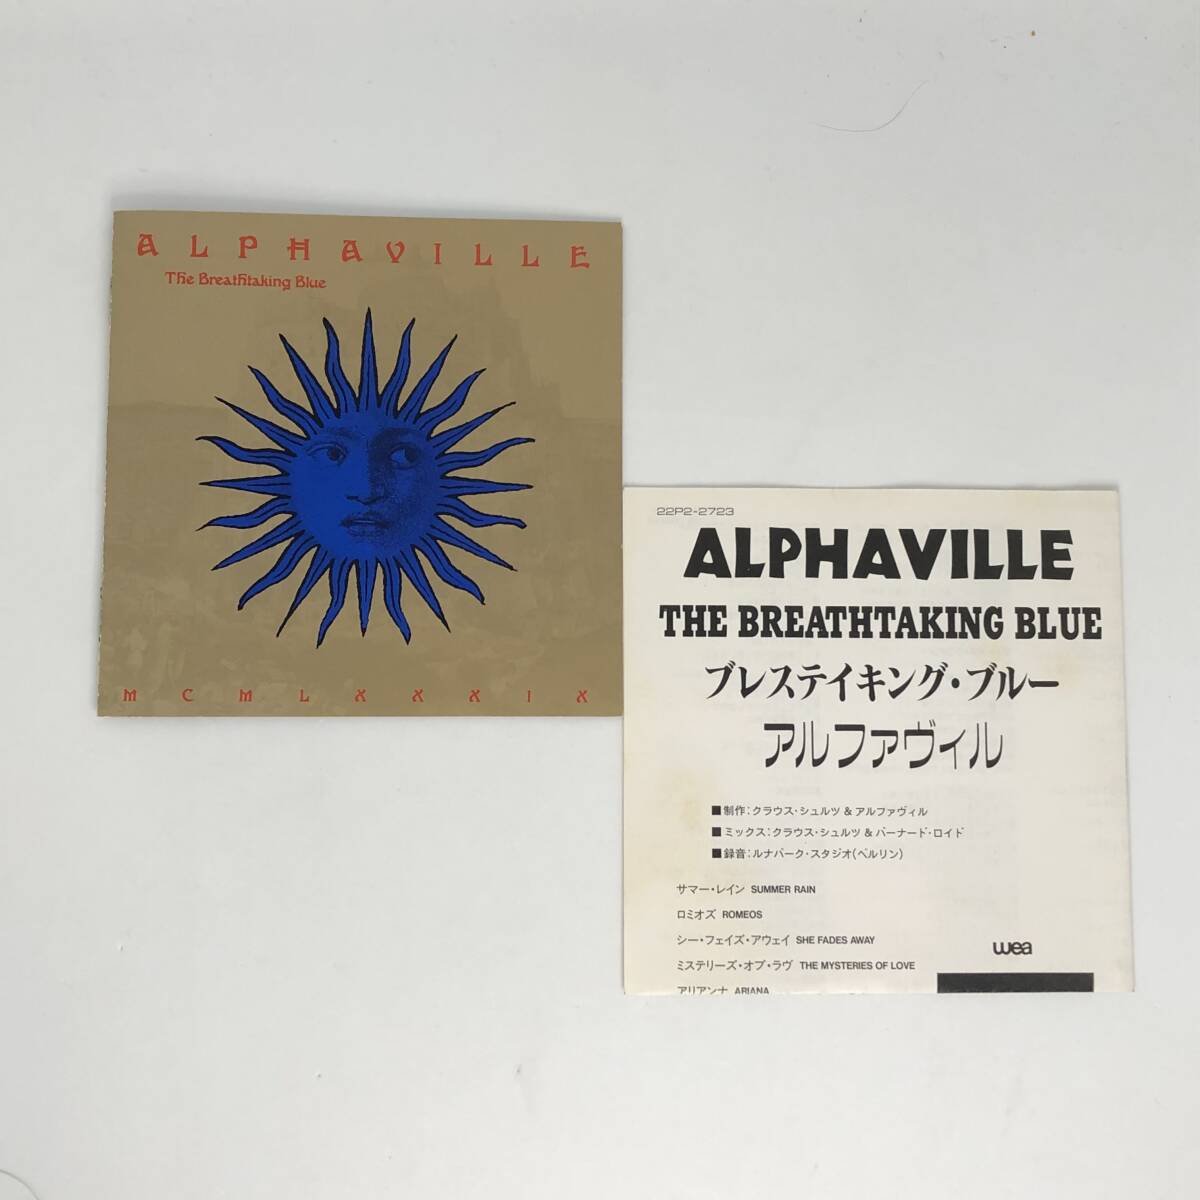 ALPHAVILLE
The Breathtaking Blue
MCMLXXXIX
22P2-2723
ALPHAVILLE
THE BREATHTAKING BLUE
ブレステイキング・ブルー
アルファヴィル
■制作：クラウス・シュルツ＆アルファヴィル
■ミックス：クラウス・シュルツ＆バーナード・ロイド
■録音：ルナパーク・スタジオ(ベルリン)
サマー・レイン SUMMER RAIN
ロミオズ ROMEOS
シー・フェイズ・アウェイ SHE FADES AWAY
ミステリーズ・オブ・ラヴ THE MYSTERIES OF LOVE
アリアンナ ARIANA
wea